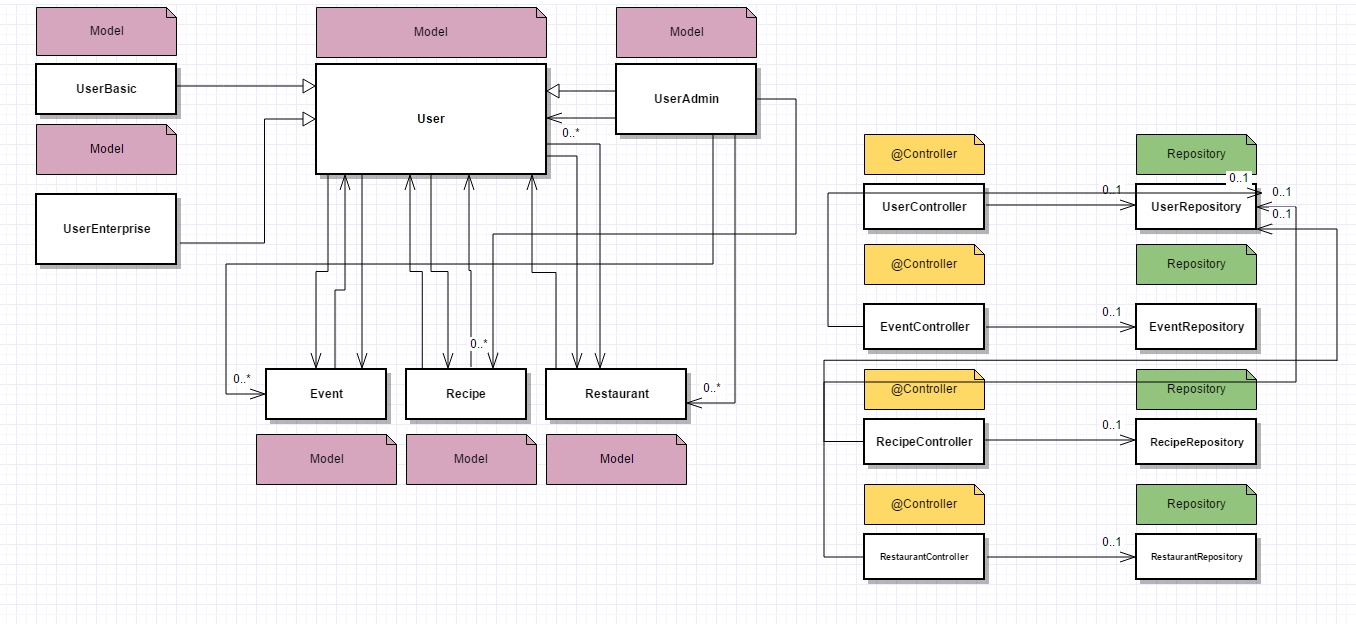 Model
Model
Model
UserBasic
User
UserAdmin
0..*
Model
UserEnterprise
0..*
0..*
0..*
Event
Recipe
Restaurant
Model
Model
Model
@Controller
Repository
0..1
0..1
0..1
UserController
UserRepository
0..1
@Controller
Repository
0..1
EventController
EventRepository
@Controller
Repository
0..1
RecipeController
RecipeRepository
@Controller
Repository
0..1
RestaurantController
RestaurantRepository